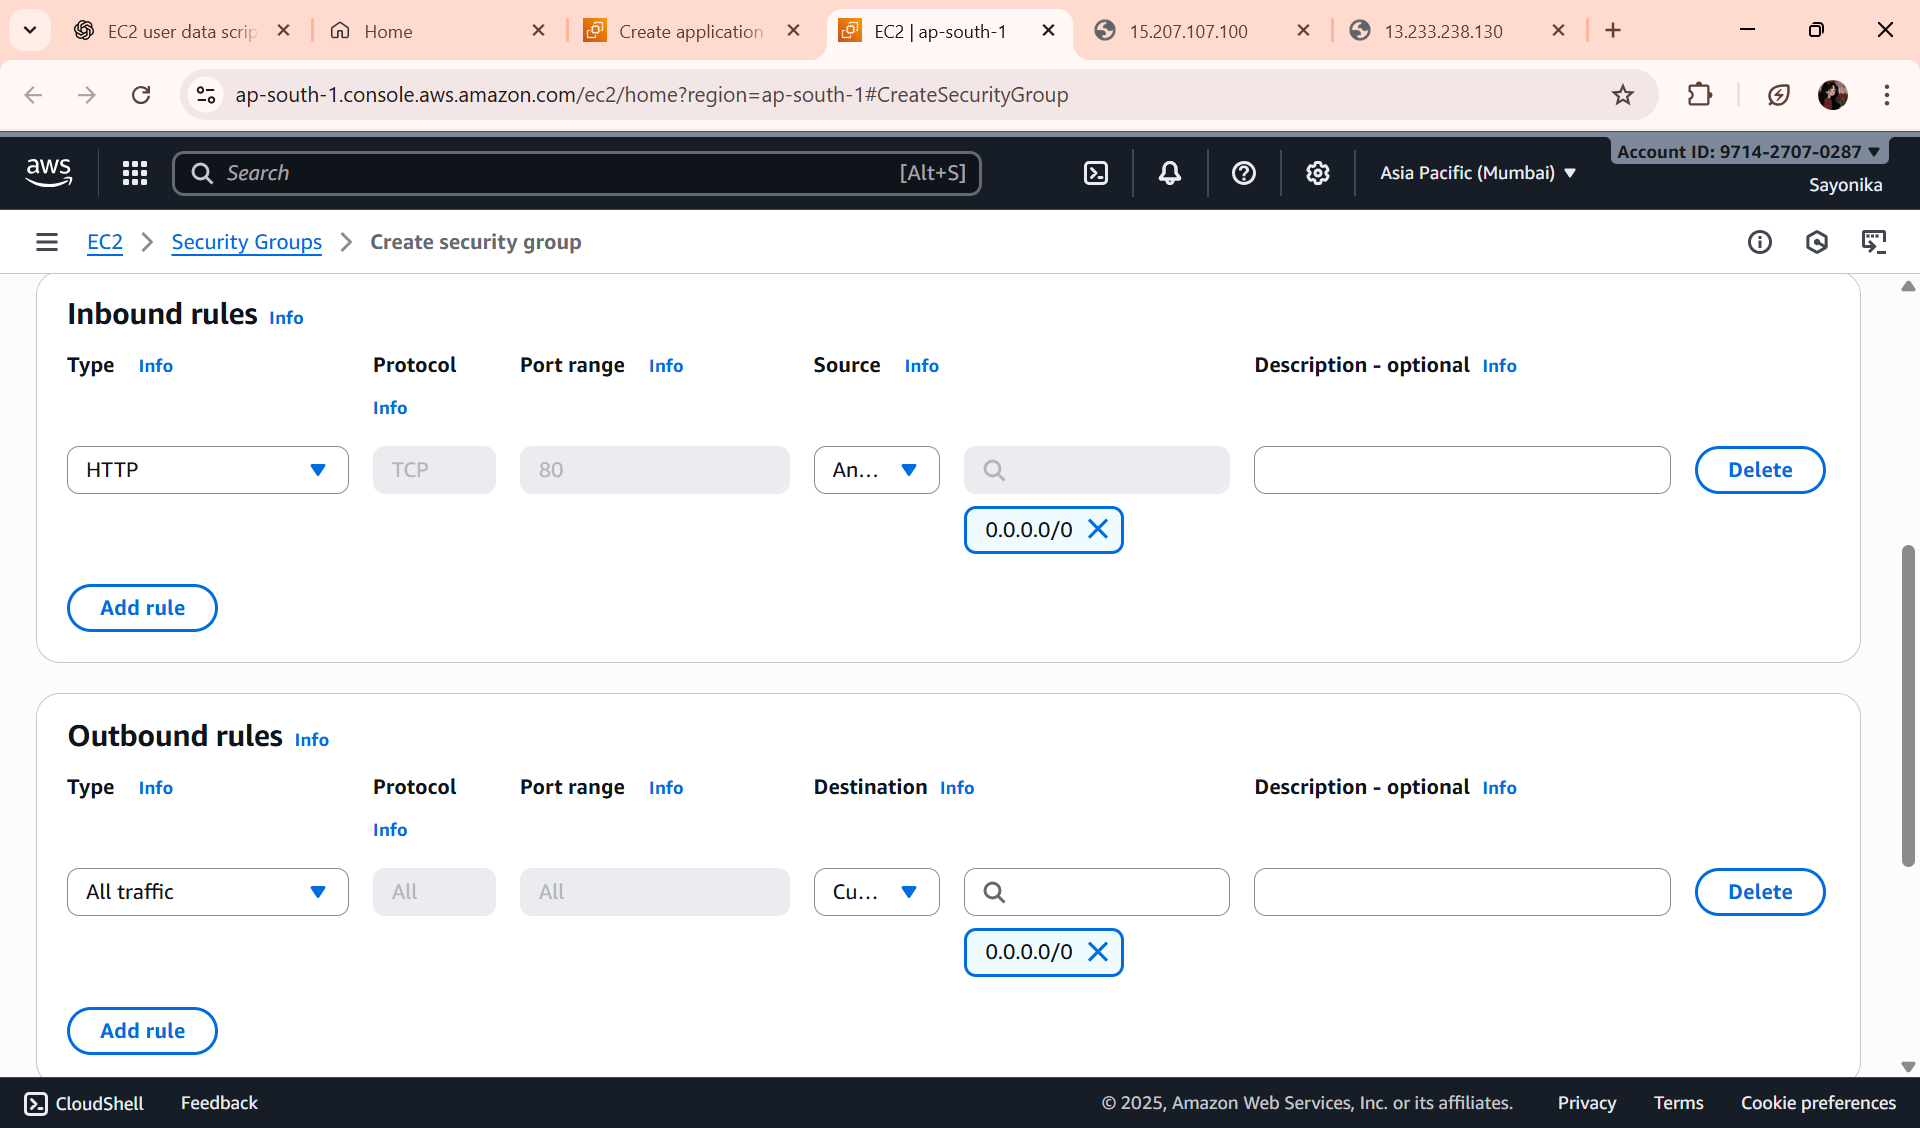 EC2 user data scrip
Home
Create application
EC2 | ap-south-1
15.207.107.100
13.233.238.130
ap-south-1.console.aws.amazon.com/ec2/home?region=ap-south-1#CreateSecurityGroup
aws
Search
[Alt+S]
Asia Pacific (Mumbai)
Account ID: 9714-2707-0287
Sayonika
EC2
Security Groups
Create security group
Inbound rules Info
Type Info
Protocol
Info
Port range Info
Source Info
Description - optional Info
HTTP
TCP
80
An...
Delete
0.0.0.0/0
Add rule
Outbound rules Info
Type Info
Protocol
Info
Port range Info
Destination Info
Description - optional Info
All traffic
All
All
Cu...
Delete
0.0.0.0/0
Add rule
CloudShell
Feedback
© 2025, Amazon Web Services, Inc. or its affiliates.
Privacy
Terms
Cookie preferences